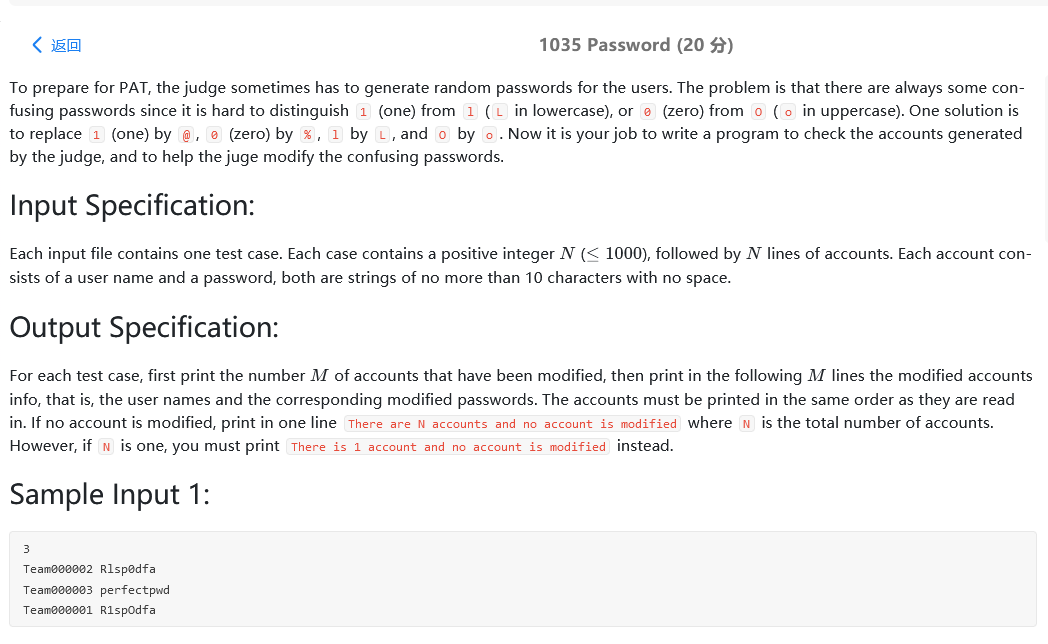 返回
1035 Password (20 分)
To prepare for PAT, the judge sometimes has to generate random passwords for the users. The problem is that there are always some con-
fusing passwords since it is hard to distinguish 1 (one) from l ( L in lowercase), or 0 (zero) from O ( o in uppercase). One solution is
to replace 1 (one) by @ , 0 (zero) by % , l by L , and O by o . Now it is your job to write a program to check the accounts generated
by the judge, and to help the juge modify the confusing passwords.
Input Specification:
Each input file contains one test case. Each case contains a positive integer N (≤ 1000), followed by N lines of accounts. Each account con-
sists of a user name and a password, both are strings of no more than 10 characters with no space.
Output Specification:
For each test case, first print the number M of accounts that have been modified, then print in the following M lines the modified accounts
info, that is, the user names and the corresponding modified passwords. The accounts must be printed in the same order as they are read
in. If no account is modified, print in one line There are N accounts and no account is modified where N is the total number of accounts.
However, if N is one, you must print There is 1 account and no account is modified instead.
Sample Input 1:
3
Team000002 Rlsp0dfa
Team000003 perfectpwd
Team000001 R1spOdfa